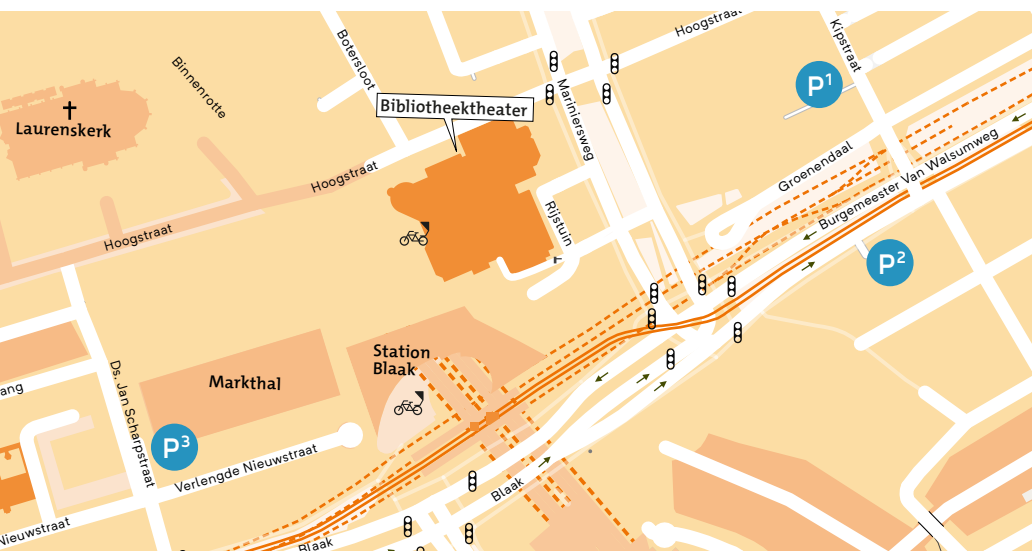 Hoogstraat
Kipstraat
Botersloot
Binnenrotte
P1
Mariniersweg
Bibliotheektheater
Laurenskerk
Groenendaal
Burgemeester Van Walsumweg
Hoogstraat
Rijstuin
Hoogstraat
P2
Station
Blaak
Markthal
Ds. Jan Scharpstraat
ang
P3
Verlengde Nieuwstraat
Blaak
Nieuwstraat
Blaak